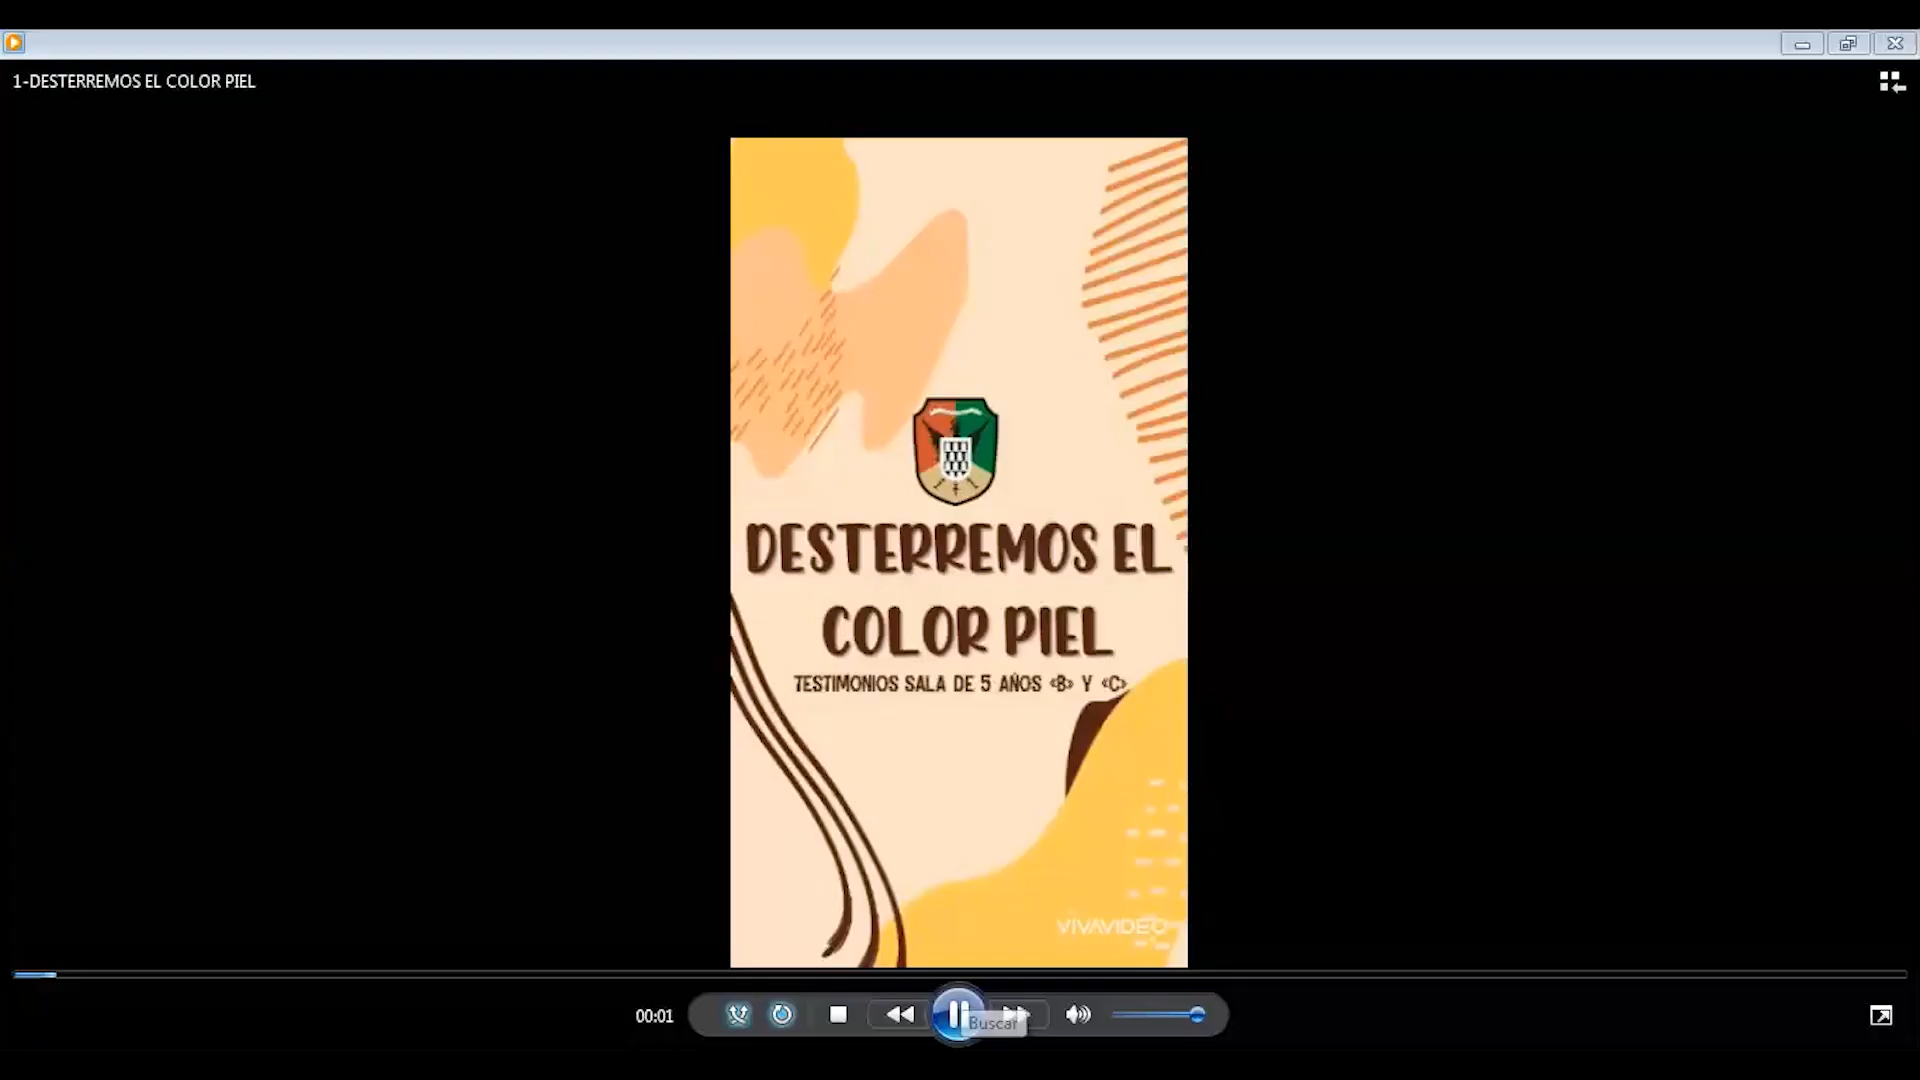 1-DESTERREMOS EL COLOR PIEL
DESTERREMOS EL
COLOR PIEL
TESTIMONIOS SALA DE 5 AÑOS «B» Y «C»
VIVAVIDEO
00:01
Buscar